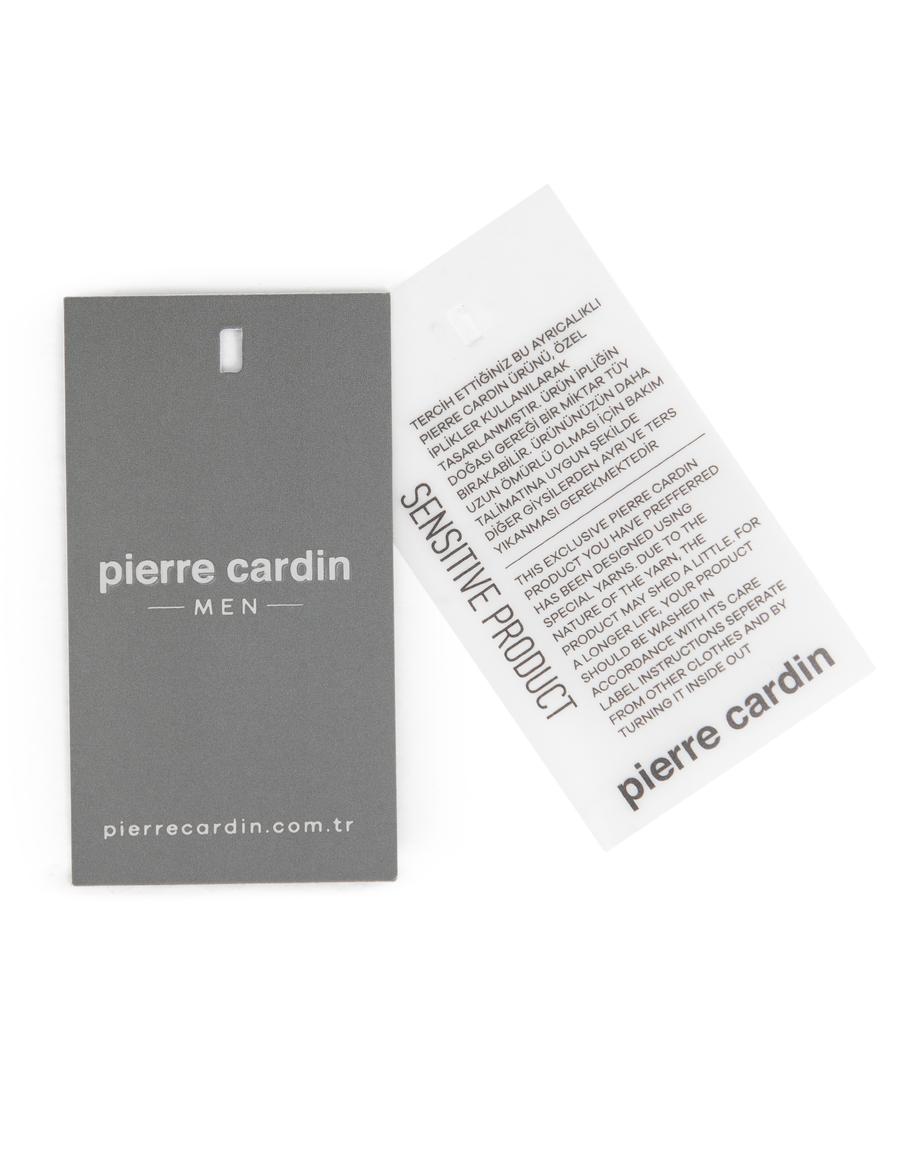 pierre cardin
MEN
pierrecardin.com.tr
TERCİH ETTİĞİNİZ BU AYRICALIKLI
PIERRE CARDIN ÜRÜNÜ, ÖZEL
İPLİKLER KULLANILARAK
TASARLANMIŞTIR. ÜRÜN İPLİĞİN
DOĞASI GEREĞİ BİR MİKTAR TÜY
BIRAKABİLİR. ÜRÜNÜNÜZÜN DAHA
UZUN ÖMÜRLÜ OLMASI İÇİN BAKIM
TALİMATINA UYGUN ŞEKİLDE
DİĞER GİYSİLERDEN AYRI VE TERS
YIKANMASI GEREKMEKTEDİR
THIS EXCLUSIVE PIERRE CARDIN
PRODUCT YOU HAVE PREFFERRED
HAS BEEN DESIGNED USING
SPECIAL YARNS. DUE TO THE
NATURE OF THE YARN, THE
PRODUCT MAY SHED A LITTLE. FOR
A LONGER LIFE, YOUR PRODUCT
SHOULD BE WASHED IN
ACCORDANCE WITH ITS CARE
LABEL INSTRUCTIONS SEPERATE
FROM OTHER CLOTHES AND BY
TURNING IT INSIDE OUT
SENSITIVE PRODUCT
pierre cardin